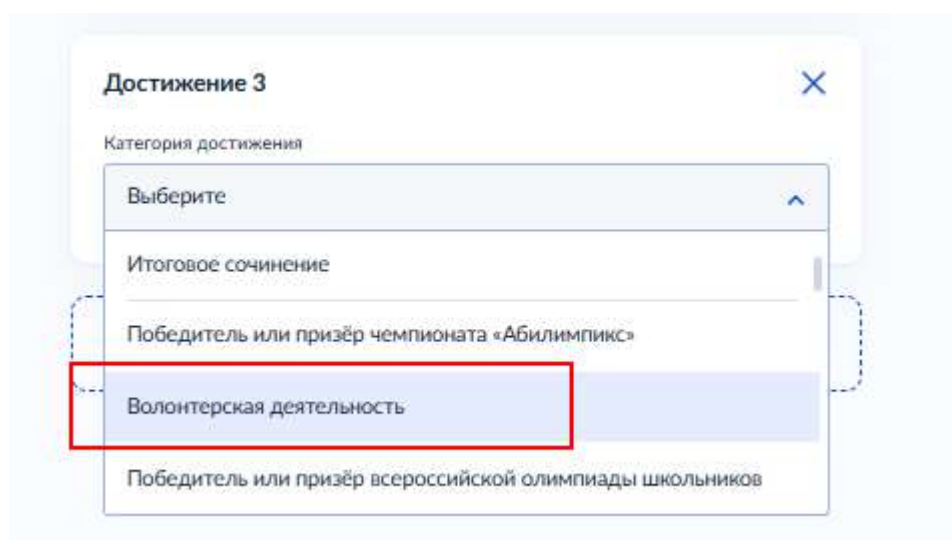 Достижение 3
Категория достижения
Выберите
Итоговое сочинение
Победитель или призёр чемпионата «Абилимпикс»
Волонтерская деятельность
Победитель или призёр всероссийской олимпиады школьников